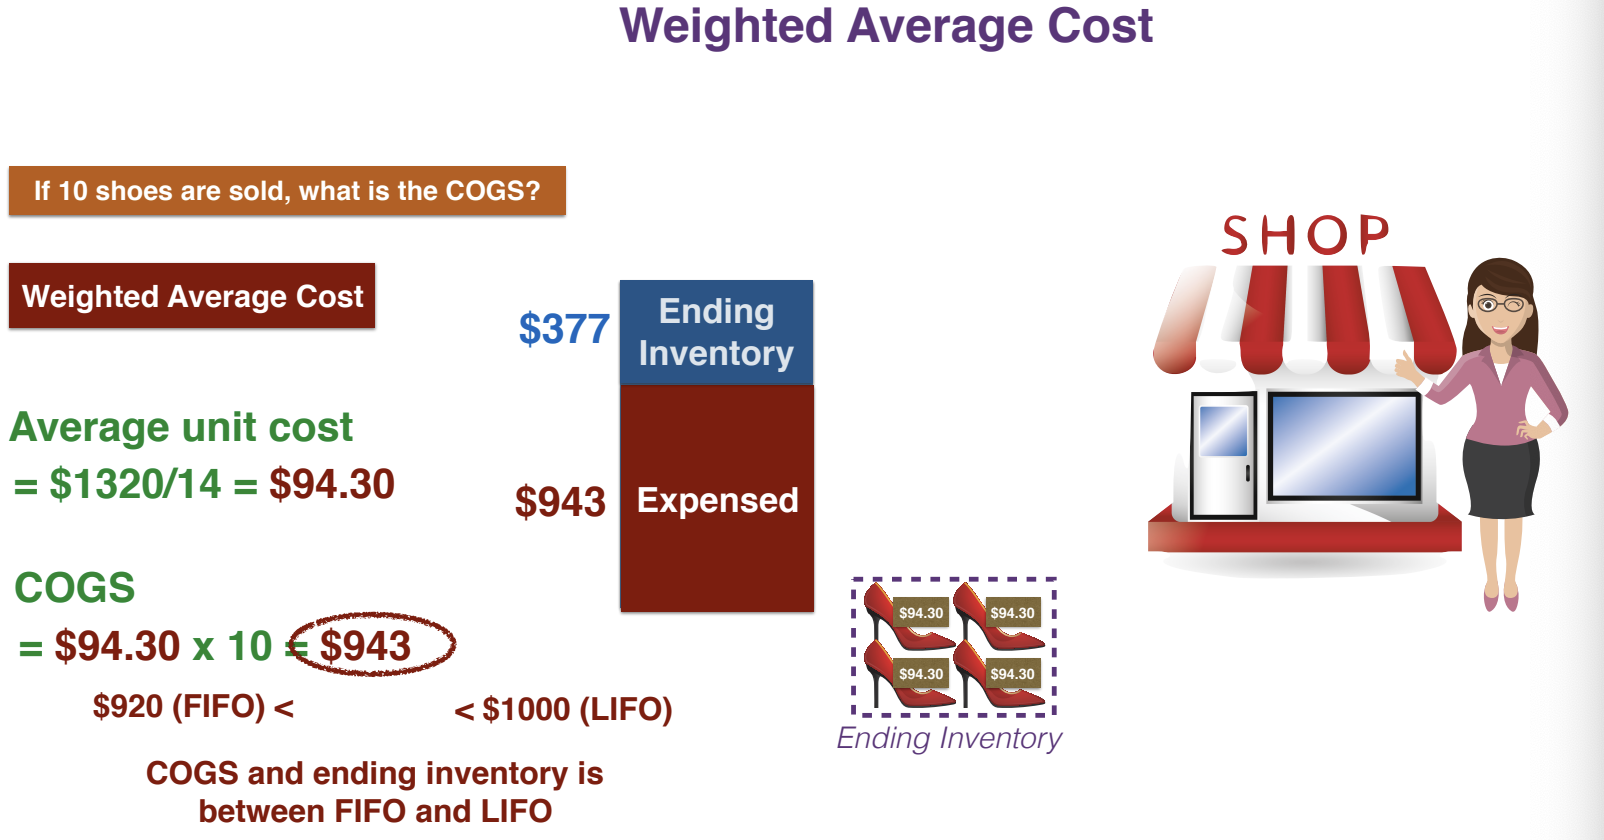 Weighted Average Cost
If 10 shoes are sold, what is the COGS?
Weighted Average Cost
Average unit cost
= $1320/14 = $94.30
COGS
= $94.30 x 10 = $943
$920 (FIFO) <
< $1000 (LIFO)
COGS and ending inventory is
between FIFO and LIFO
$377
Ending
Inventory
$943
Expensed
$94.30
$94.30
$94.30
$94.30
Ending Inventory
SHOP